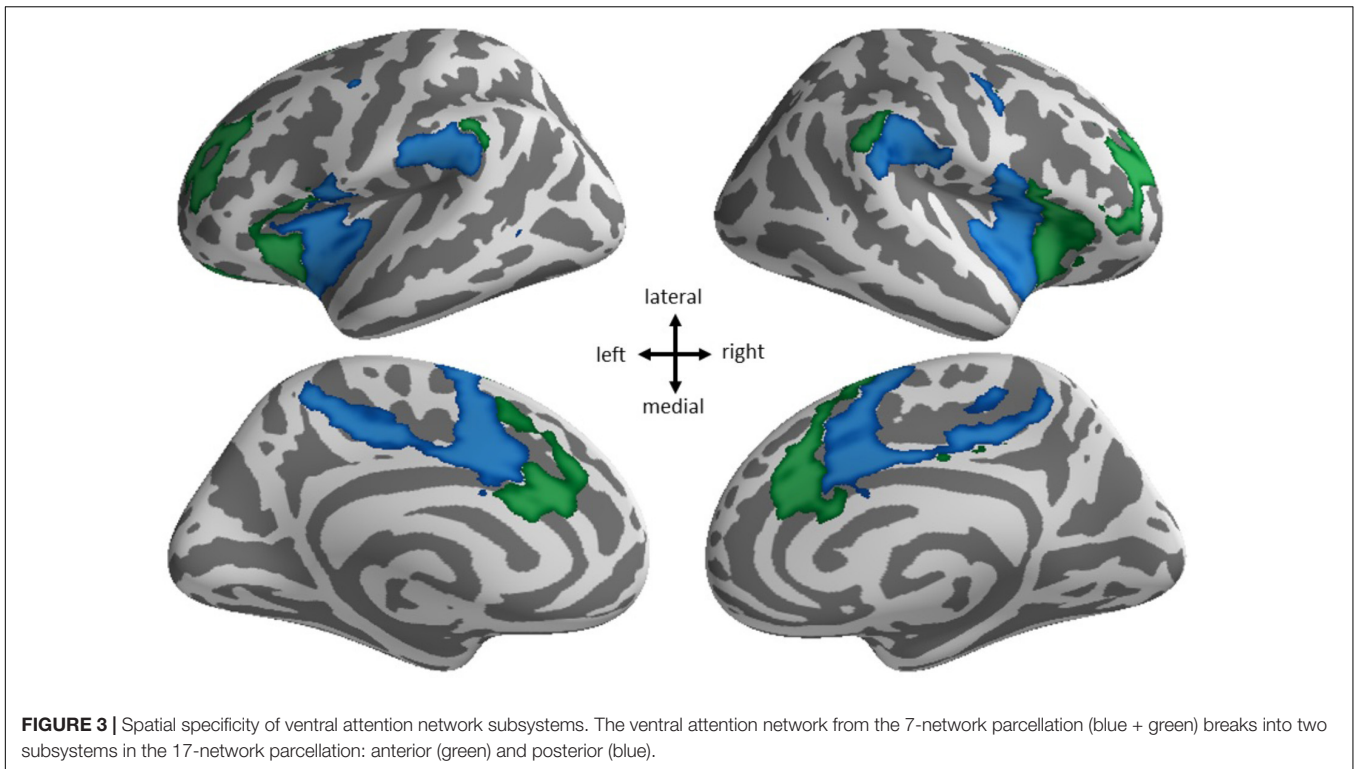 lateral
left right
medial
FIGURE 3 | Spatial specificity of ventral attention network subsystems. The ventral attention network from the 7-network parcellation (blue + green) breaks into two
subsystems in the 17-network parcellation: anterior (green) and posterior (blue).